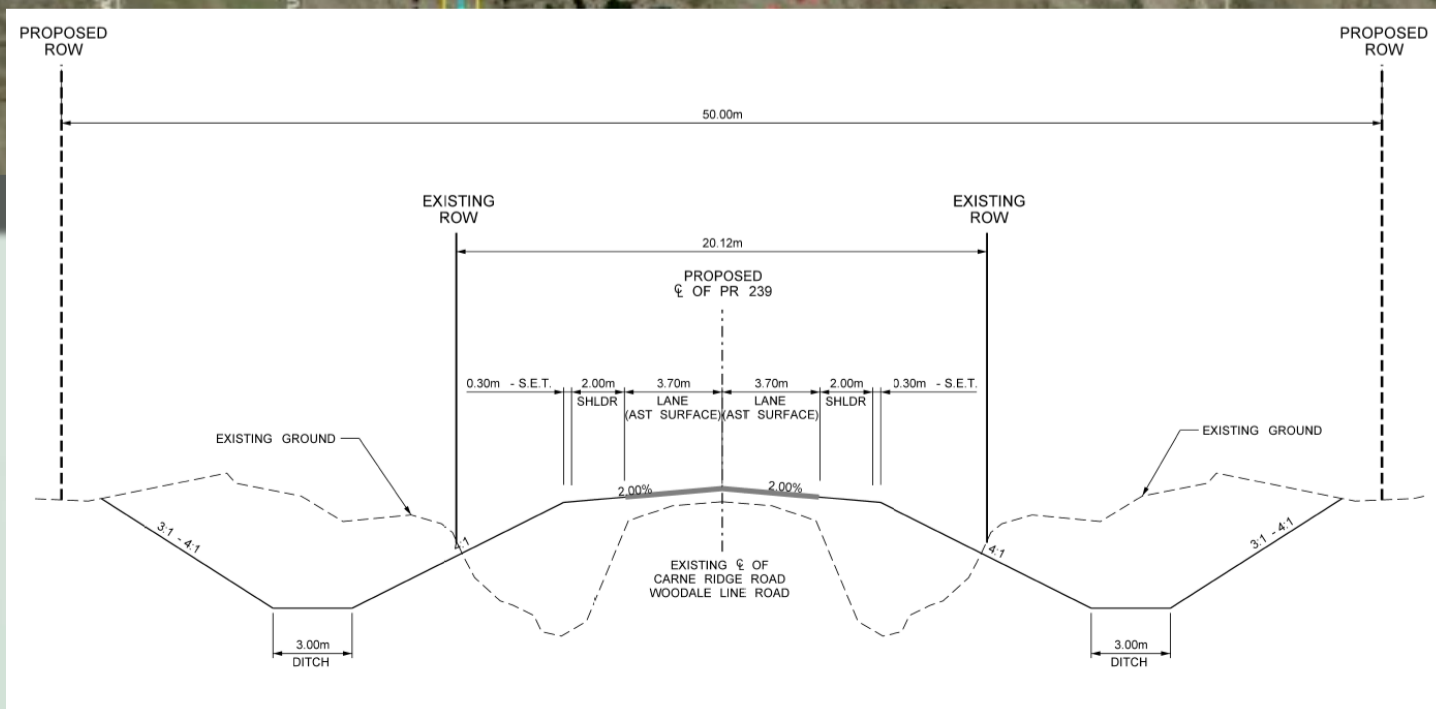 PROPOSED
ROW
PROPOSED
ROW
50.00m
EXISTING
ROW
EXISTING
ROW
20.12m
PROPOSED
℄ OF PR 239
0.30m - S.E.T.
2.00m
SHLDR
3.70m
LANE
(AST SURFACE)
3.70m
LANE
(AST SURFACE)
2.00m
SHLDR
0.30m - S.E.T.
EXISTING GROUND
EXISTING GROUND
2.00%
2.00%
3:1 - 4:1
4:1
4:1
3:1 - 4:1
EXISTING ℄ OF
CARNE RIDGE ROAD
WOODALE LINE ROAD
3.00m
DITCH
3.00m
DITCH